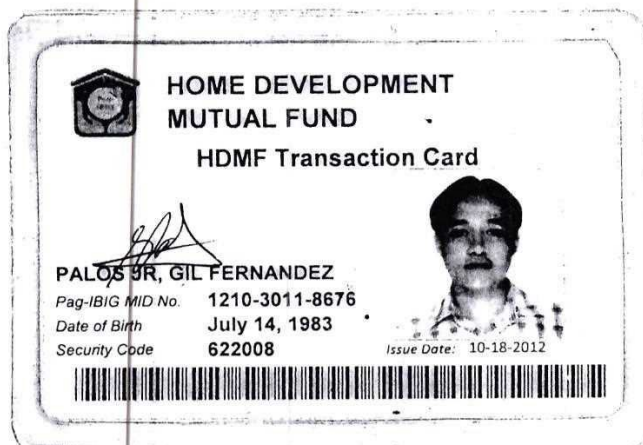 HOME DEVELOPMENT
MUTUAL FUND
HDMF Transaction Card
PALOS JR, GIL FERNANDEZ
Pag-IBIG MID No. 1210-3011-8676
Date of Birth July 14, 1983
Security Code 622008
Issue Date: 10-18-2012